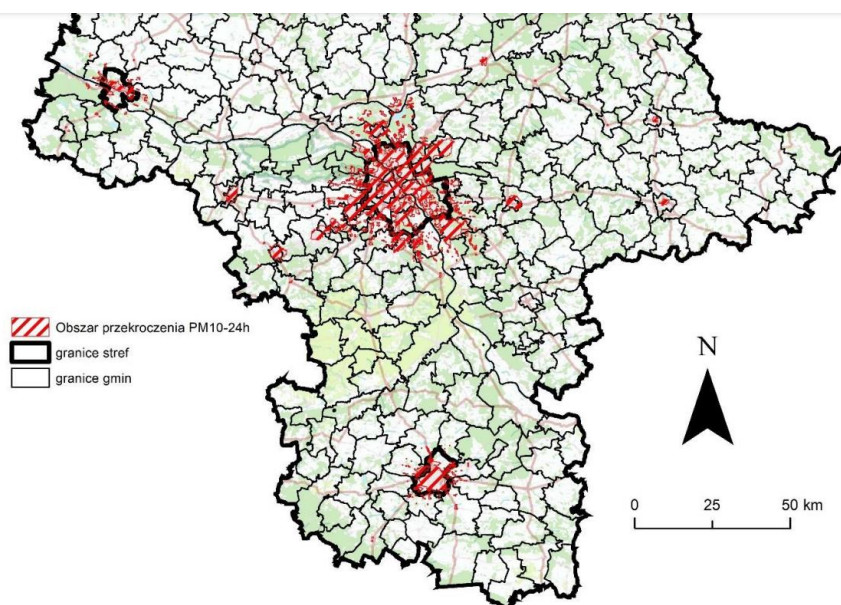 Obszar przekroczenia PM10-24h
granice stref
granice gmin
N
0 25 50 km